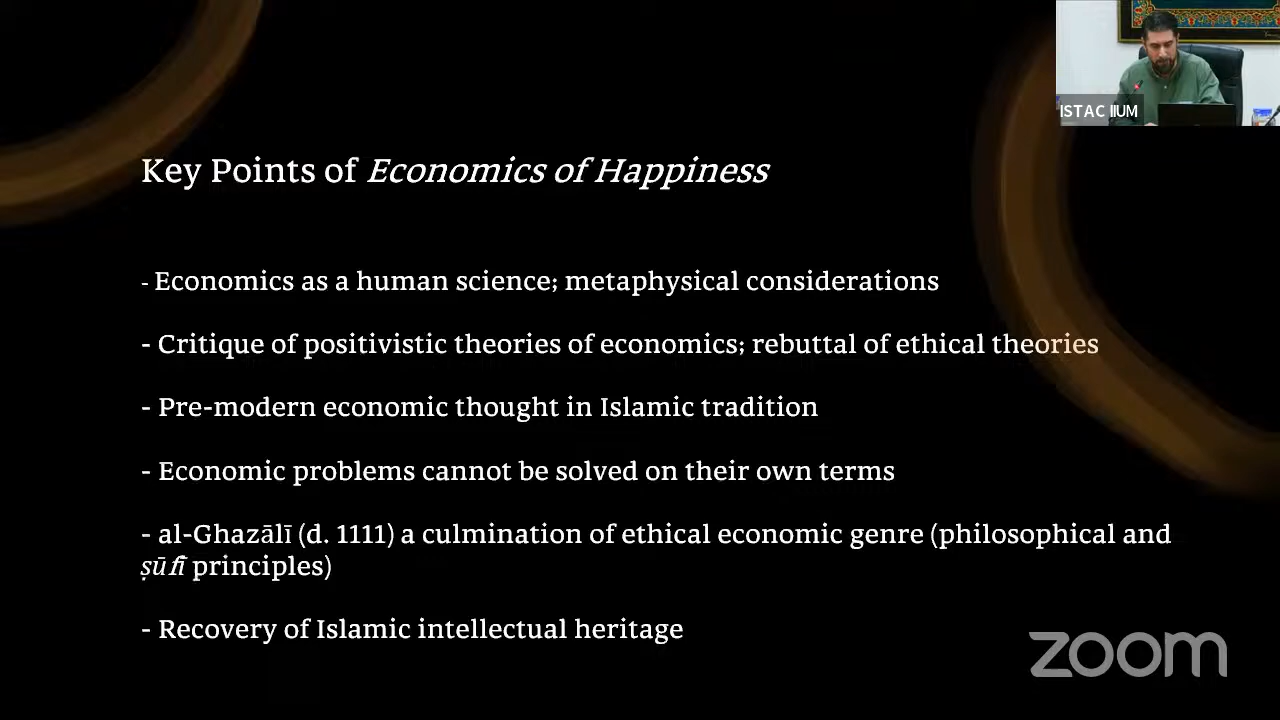 ISTAC IIUM
Key Points of Economics of Happiness
- Economics as a human science; metaphysical considerations
- Critique of positivistic theories of economics; rebuttal of ethical theories
- Pre-modern economic thought in Islamic tradition
- Economic problems cannot be solved on their own terms
- al-Ghazālī (d. 1111) a culmination of ethical economic genre (philosophical and
ṣūfī principles)
- Recovery of Islamic intellectual heritage
zoom